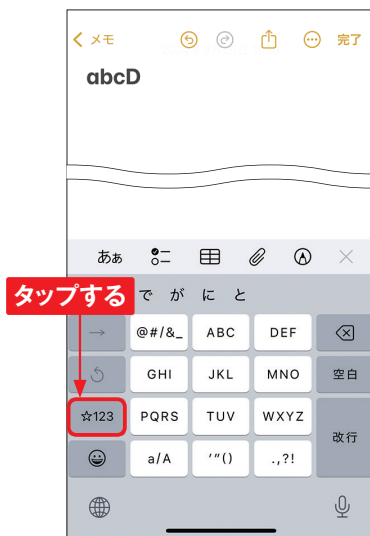 メモ 完了
abcD
あぁ
タップする
で が に と
→ @#/&_ ABC DEF
GHI JKL MNO 空白
☆123 PQRS TUV WXYZ
改行
a/A ’”() .,?!